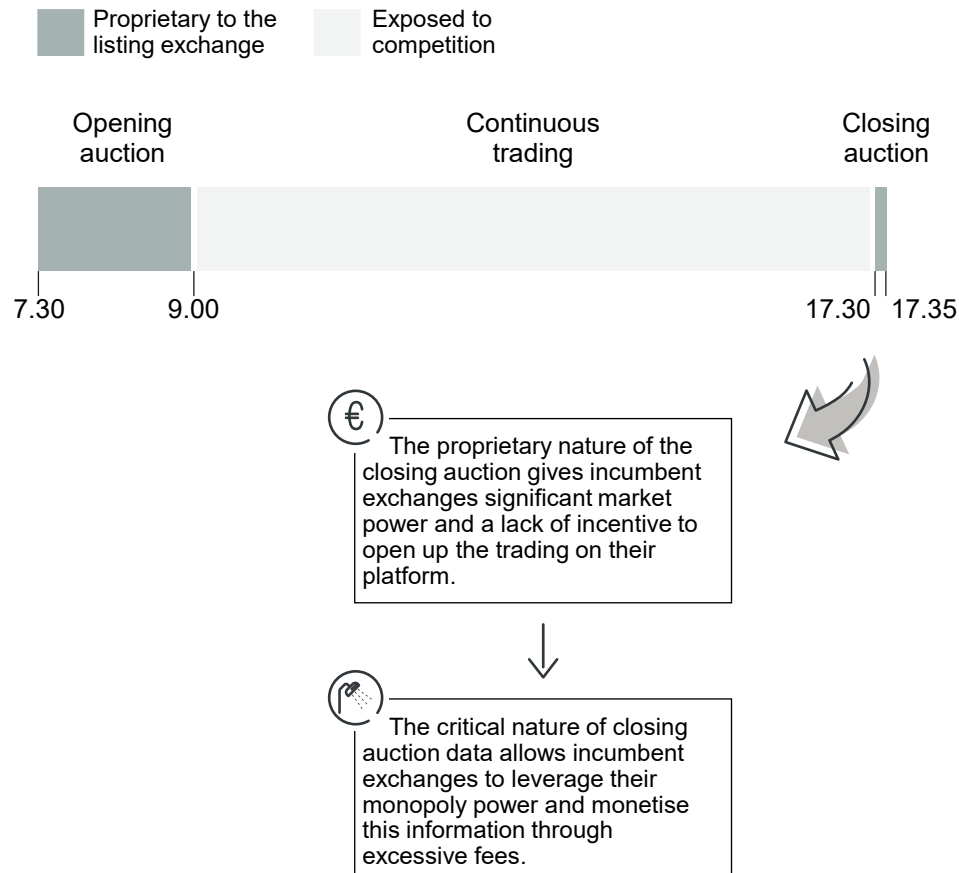 Proprietary to the
listing exchange
Exposed to
competition
Opening
auction
Continuous
trading
Closing
auction
7.30
9.00
17.30
17.35
€
The proprietary nature of the
closing auction gives incumbent
exchanges significant market
power and a lack of incentive to
open up the trading on their
platform.
The critical nature of closing
auction data allows incumbent
exchanges to leverage their
monopoly power and monetise
this information through
excessive fees.